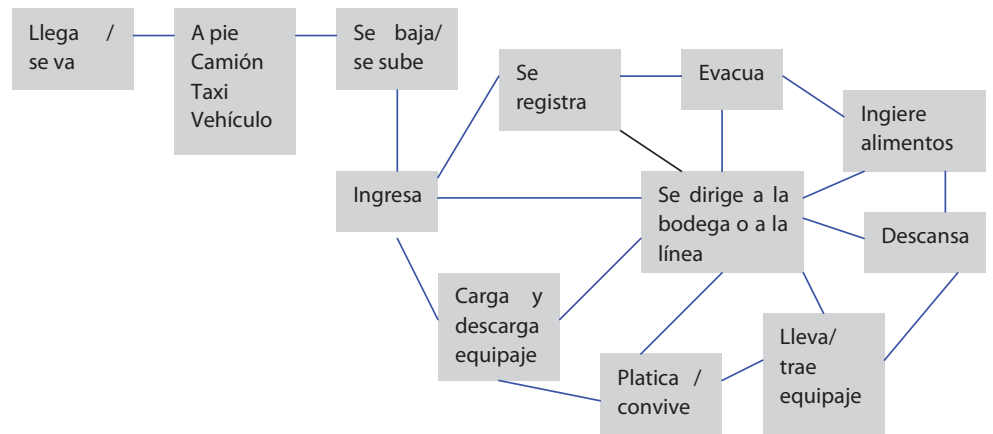 Llega /
se va
A pie
Camión
Taxi
Vehículo
Se baja/
se sube
Se
registra
Evacua
Ingiere
alimentos
Ingresa
Se dirige a la
bodega o a la
línea
Descansa
Carga y
descarga
equipaje
Platica /
convive
Lleva/
trae
equipaje